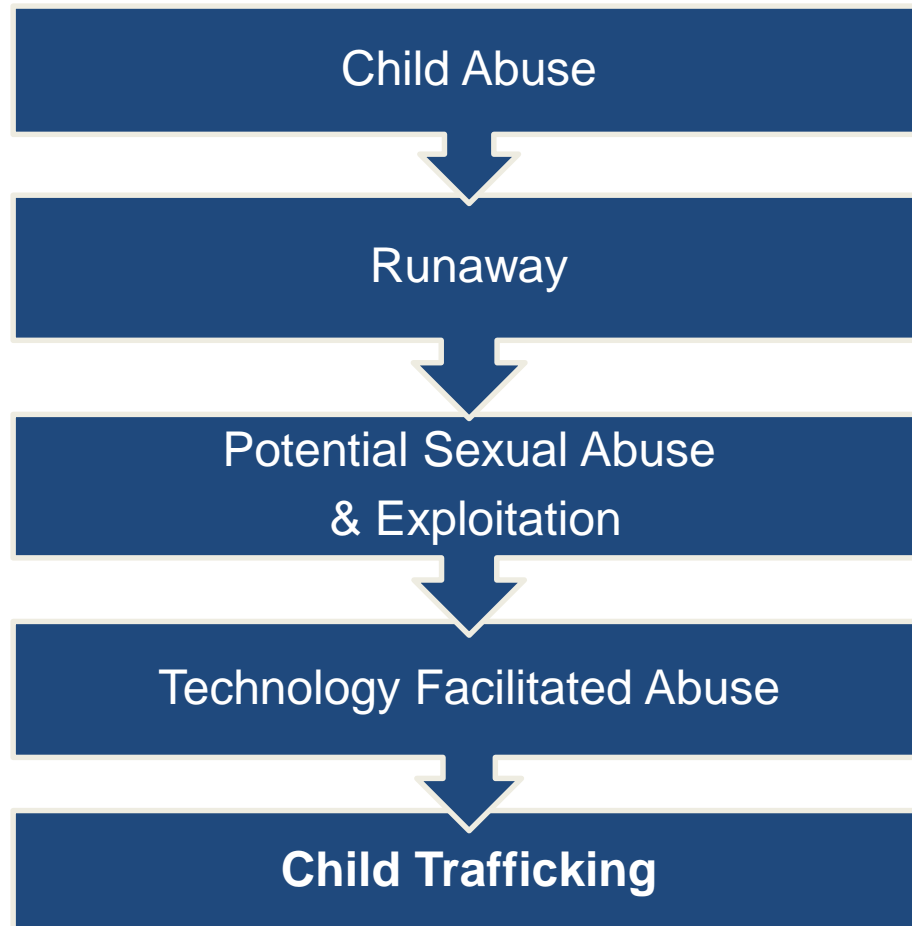 Child Abuse
Runaway
Potential Sexual Abuse
& Exploitation
Technology Facilitated Abuse
Child Trafficking